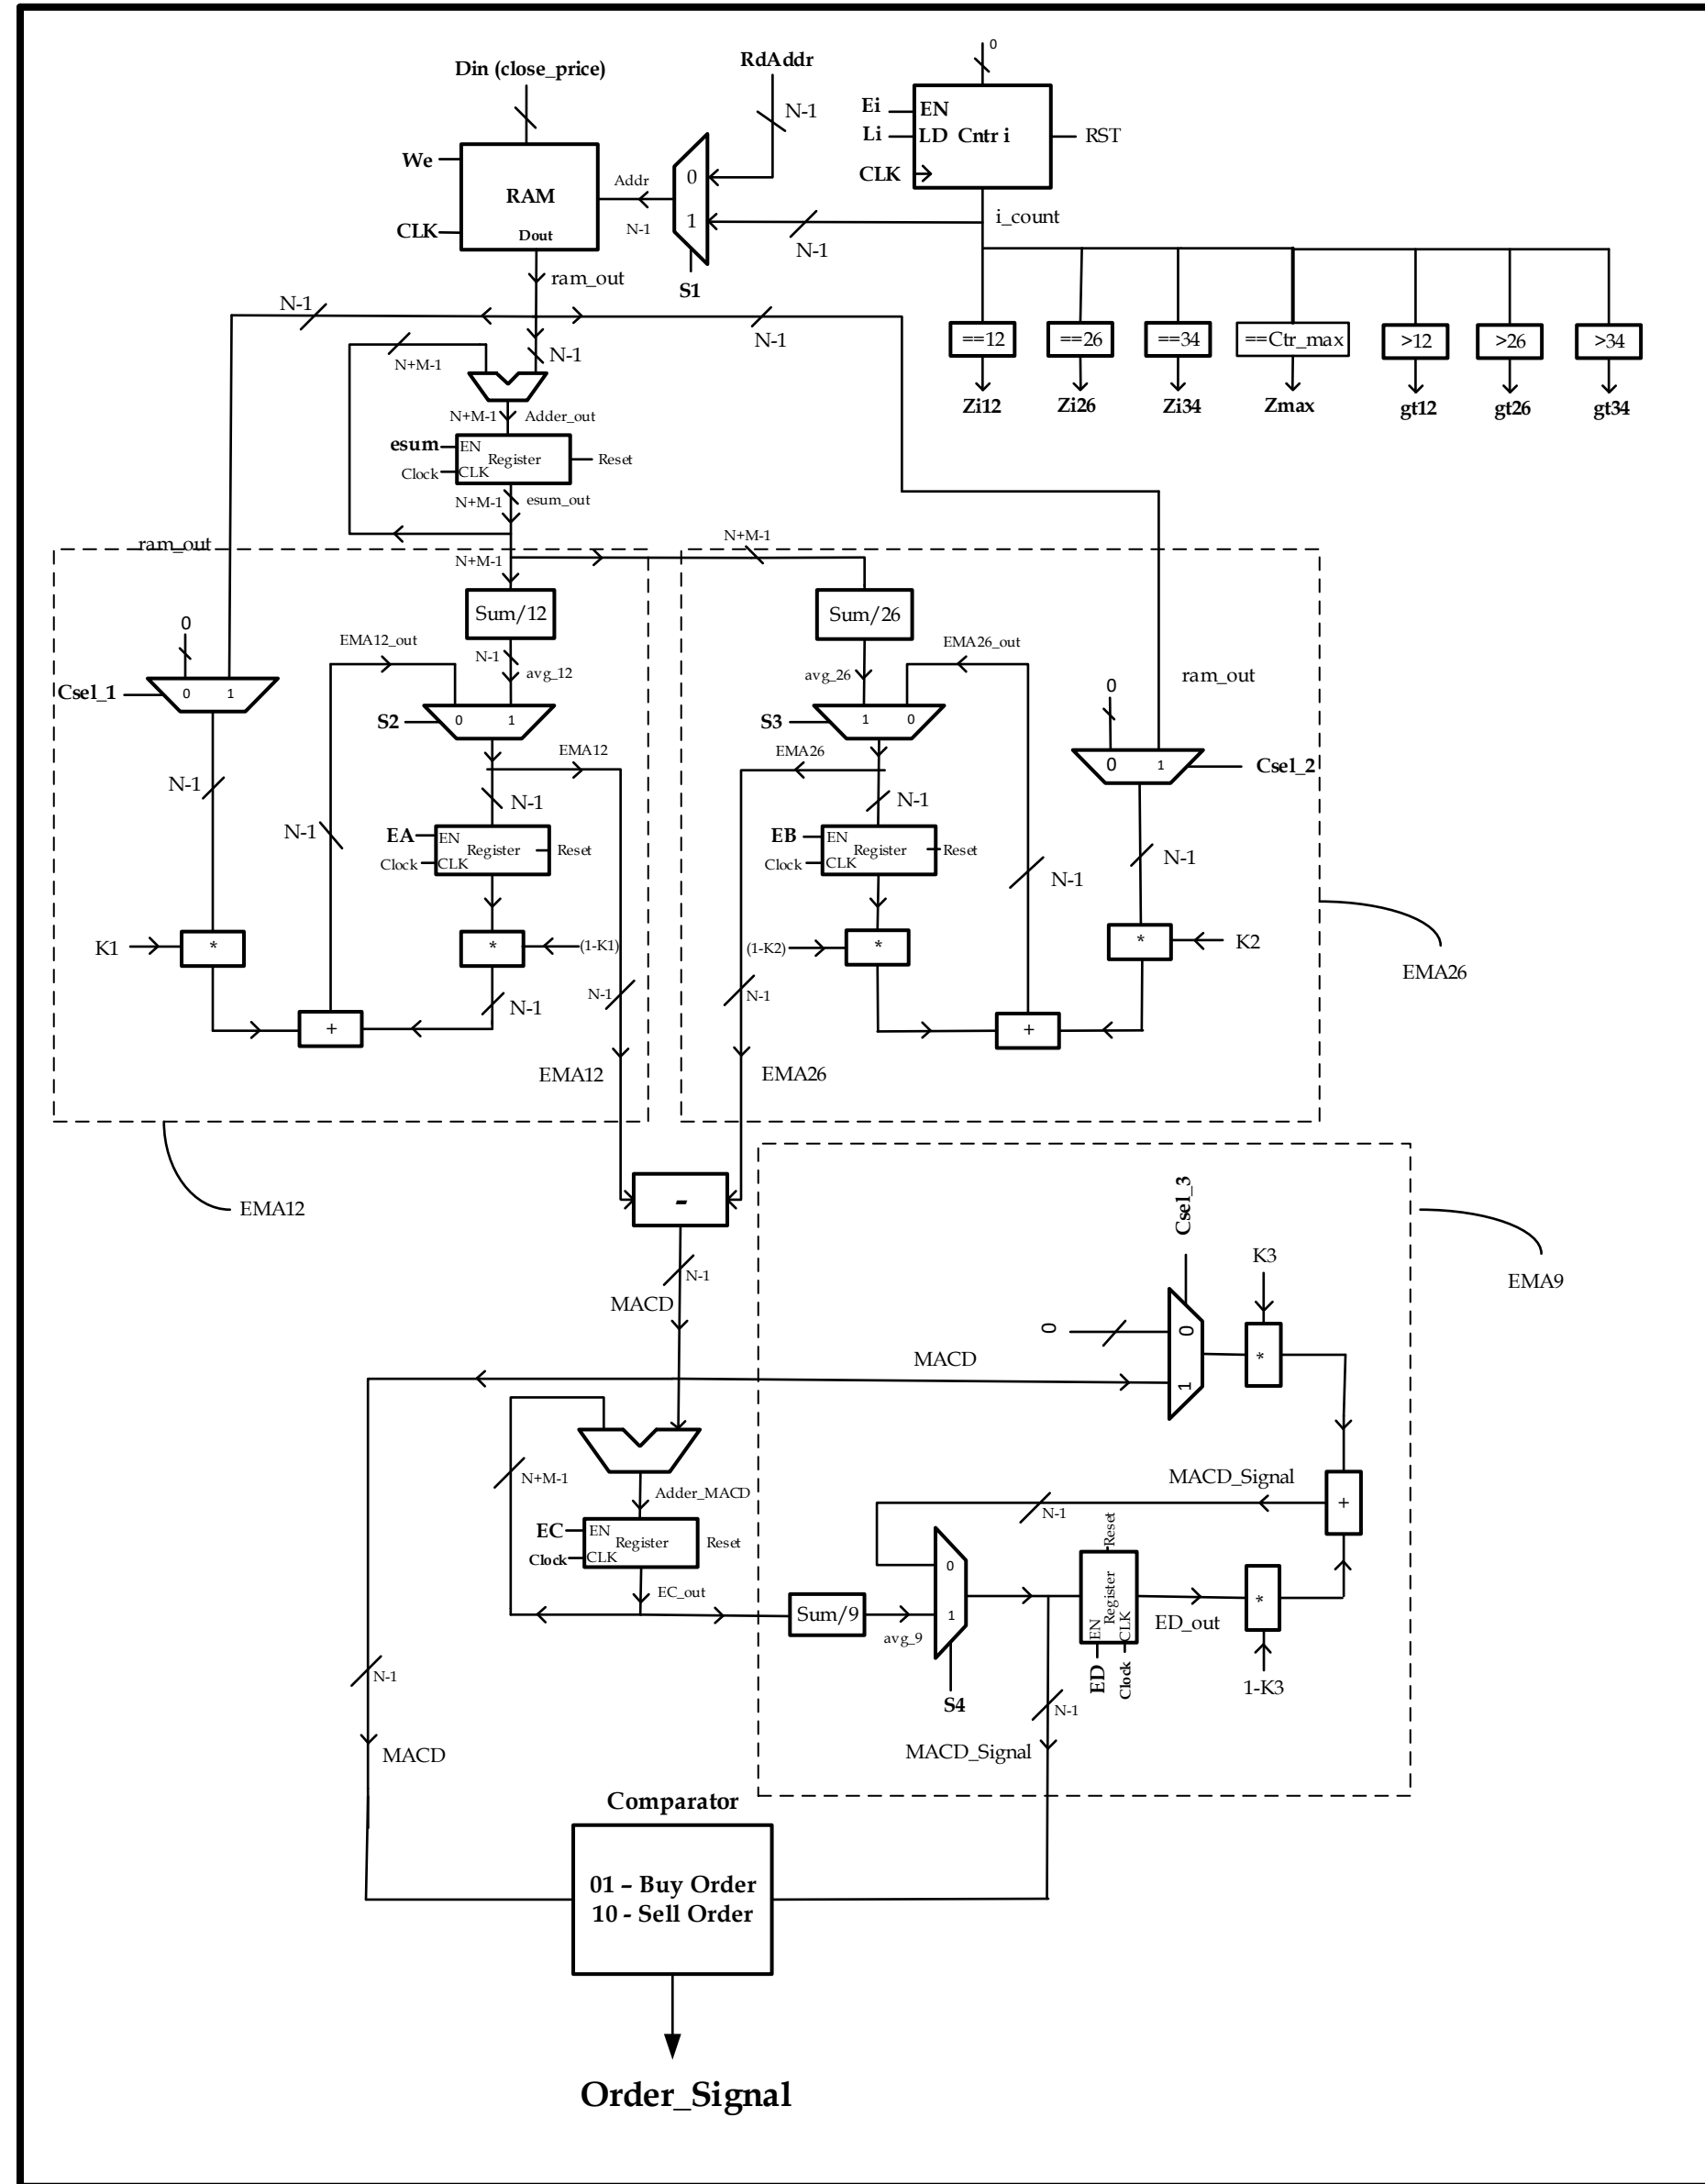 0
Din (close_price)
RdAddr
N-1
Ei
EN
Li
LD Cntr i
RST
CLK
We
RAM
CLK
Dout
Addr
N-1
0
1
S1
N-1
i_count
ram_out
N-1
N-1
N-1
N+M-1
==12
==26
==34
==Ctr_max
>12
>26
>34
Zi12
Zi26
Zi34
Zmax
gt12
gt26
gt34
N+M-1
Adder_out
esum
EN
Register
Reset
Clock
CLK
N+M-1
esum_out
ram_out
N+M-1
N+M-1
Sum/12
Sum/26
0
EMA12_out
N-1
avg_12
EMA26_out
avg_26
ram_out
0
Csel_1
0
1
S2
0
1
S3
1
0
0
1
Csel_2
EMA12
EMA26
N-1
N-1
N-1
N-1
EA
EN
Register
Reset
Clock
CLK
EB
EN
Register
Reset
Clock
CLK
N-1
N-1
K1
*
*
(1-K1)
(1-K2)
*
*
K2
EMA26
N-1
N-1
N-1
+
+
EMA12
EMA26
EMA12
-
Csel_3
K3
EMA9
N-1
MACD
0
0
1
*
MACD
N+M-1
Adder_MACD
MACD_Signal
N-1
+
EC
EN
Register
Reset
Clock
CLK
EC_out
Sum/9
avg_9
0
1
S4
Reset
Register
EN
CLK
ED
Clock
ED_out
*
1-K3
N-1
N-1
MACD_Signal
MACD
Comparator
01 – Buy Order
10 - Sell Order
Order_Signal